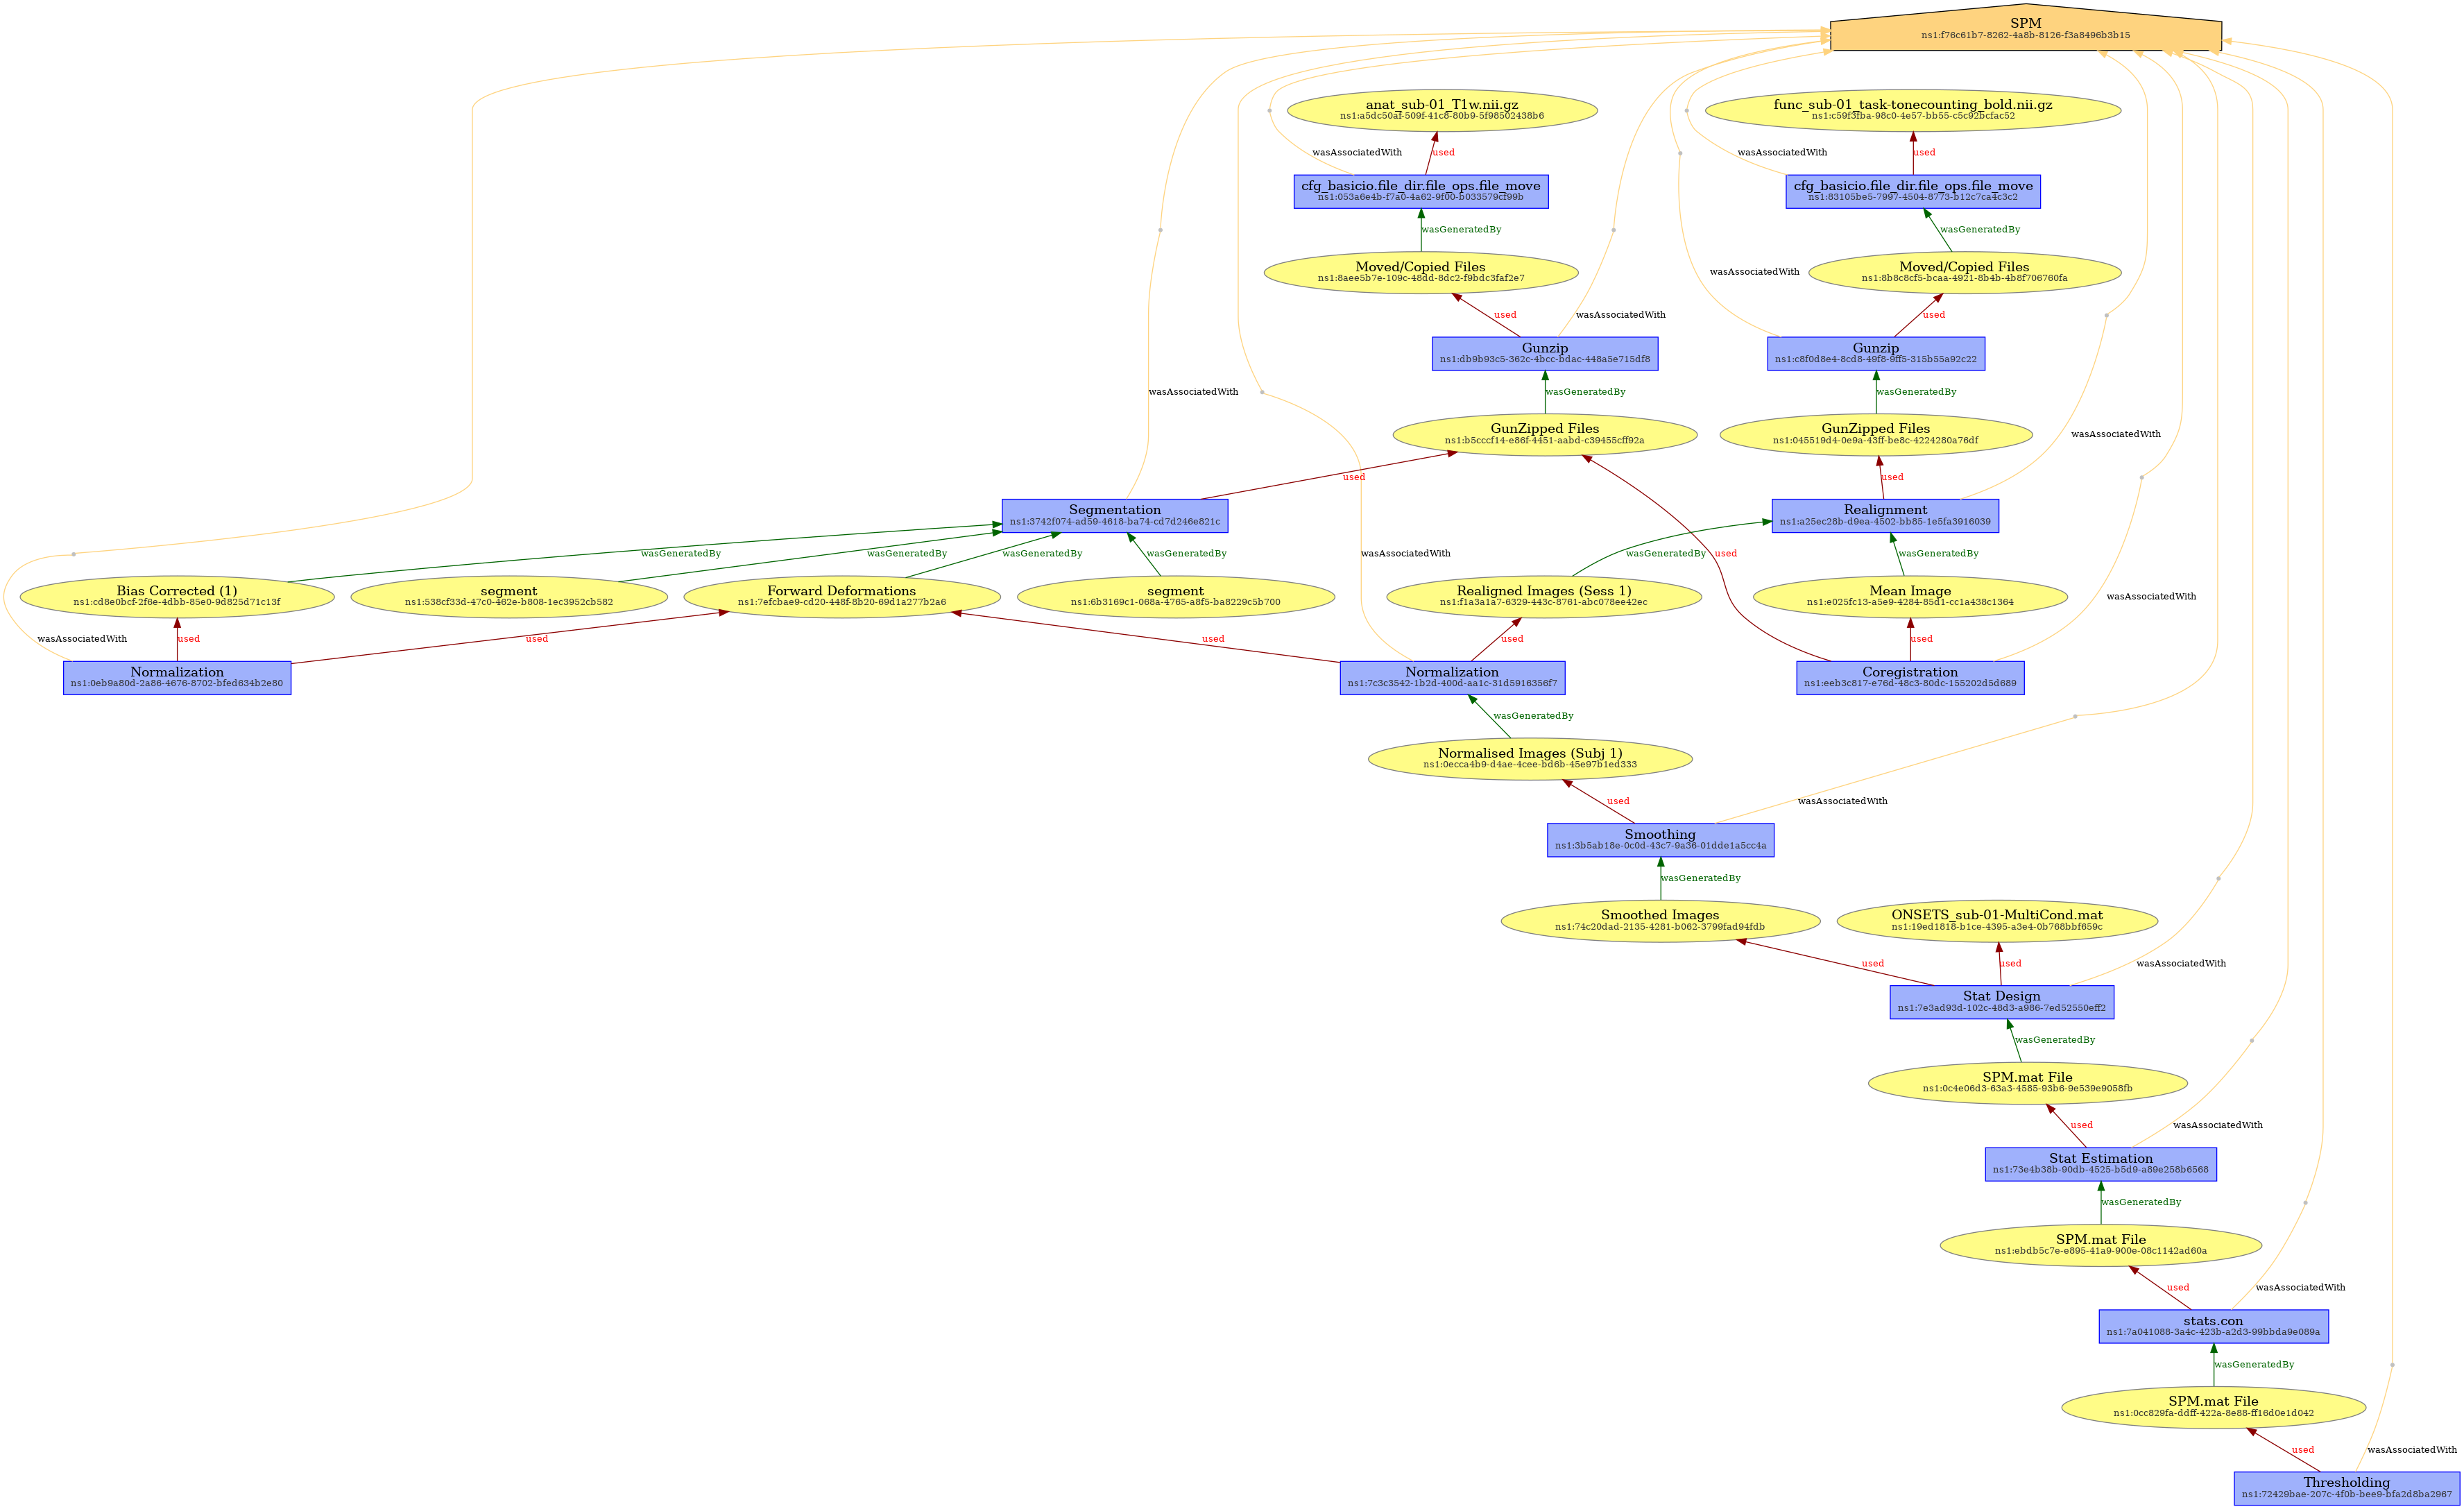 SPM
ns1:f76c61b7-8262-4a8b-8126-f3a8496b3b15
anat_sub-01_T1w.nii.gz
ns1:a5dc50af-509f-41c8-80b9-5f98502438b6
func_sub-01_task-tonecounting_bold.nii.gz
ns1:c59f3fba-98c0-4e57-bb55-c5c92bcfac52
wasAssociatedWith
used
wasAssociatedWith
used
cfg_basicio.file_dir.file_ops.file_move
ns1:053a6e4b-f7a0-4a62-9f00-b033579cf99b
cfg_basicio.file_dir.file_ops.file_move
ns1:83105be5-7997-4504-8773-b12c7ca4c3c2
wasGeneratedBy
wasGeneratedBy
Moved/Copied Files
ns1:8aee5b7e-109c-48dd-8dc2-f9bdc3faf2e7
wasAssociatedWith
Moved/Copied Files
ns1:8b8c8cf5-bcaa-4921-8b4b-4b8f706760fa
used
wasAssociatedWith
used
Gunzip
ns1:db9b93c5-362c-4bcc-bdac-448a5e715df8
Gunzip
ns1:c8f0d8e4-8cd8-49f8-9ff5-315b55a92c22
wasAssociatedWith
wasGeneratedBy
wasGeneratedBy
GunZipped Files
ns1:b5cccf14-e86f-4451-aabd-c39455cff92a
GunZipped Files
ns1:045519d4-0e9a-43ff-be8c-4224280a76df
wasAssociatedWith
used
used
Segmentation
ns1:3742f074-ad59-4618-ba74-cd7d246e821c
Realignment
ns1:a25ec28b-d9ea-4502-bb85-1e5fa3916039
wasGeneratedBy
wasGeneratedBy
wasGeneratedBy
wasGeneratedBy
wasAssociatedWith
wasGeneratedBy
used
wasGeneratedBy
Bias Corrected (1)
ns1:cd8e0bcf-2f6e-4dbb-85e0-9d825d71c13f
segment
ns1:538cf33d-47c0-462e-b808-1ec3952cb582
Forward Deformations
ns1:7efcbae9-cd20-448f-8b20-69d1a277b2a6
segment
ns1:6b3169c1-068a-4765-a8f5-ba8229c5b700
Realigned Images (Sess 1)
ns1:f1a3a1a7-6329-443c-8761-abc078ee42ec
Mean Image
ns1:e025fc13-a5e9-4284-85d1-cc1a438c1364
wasAssociatedWith
wasAssociatedWith
used
used
used
used
used
Normalization
ns1:0eb9a80d-2a86-4676-8702-bfed634b2e80
Normalization
ns1:7c3c3542-1b2d-400d-aa1c-31d5916356f7
Coregistration
ns1:eeb3c817-e76d-48c3-80dc-155202d5d689
wasGeneratedBy
Normalised Images (Subj 1)
ns1:0ecca4b9-d4ae-4cee-bd6b-45e97b1ed333
used
wasAssociatedWith
Smoothing
ns1:3b5ab18e-0c0d-43c7-9a36-01dde1a5cc4a
wasGeneratedBy
Smoothed Images
ns1:74c20dad-2135-4281-b062-3799fad94fdb
ONSETS_sub-01-MultiCond.mat
ns1:19ed1818-b1ce-4395-a3e4-0b768bbf659c
used
used
wasAssociatedWith
Stat Design
ns1:7e3ad93d-102c-48d3-a986-7ed52550eff2
wasGeneratedBy
SPM.mat File
ns1:0c4e06d3-63a3-4585-93b6-9e539e9058fb
used
wasAssociatedWith
Stat Estimation
ns1:73e4b38b-90db-4525-b5d9-a89e258b6568
wasGeneratedBy
SPM.mat File
ns1:ebdb5c7e-e895-41a9-900e-08c1142ad60a
used
wasAssociatedWith
stats.con
ns1:7a041088-3a4c-423b-a2d3-99bbda9e089a
wasGeneratedBy
SPM.mat File
ns1:0cc829fa-ddff-422a-8e88-ff16d0e1d042
used
wasAssociatedWith
Thresholding
ns1:72429bae-207c-4f0b-bee9-bfa2d8ba2967